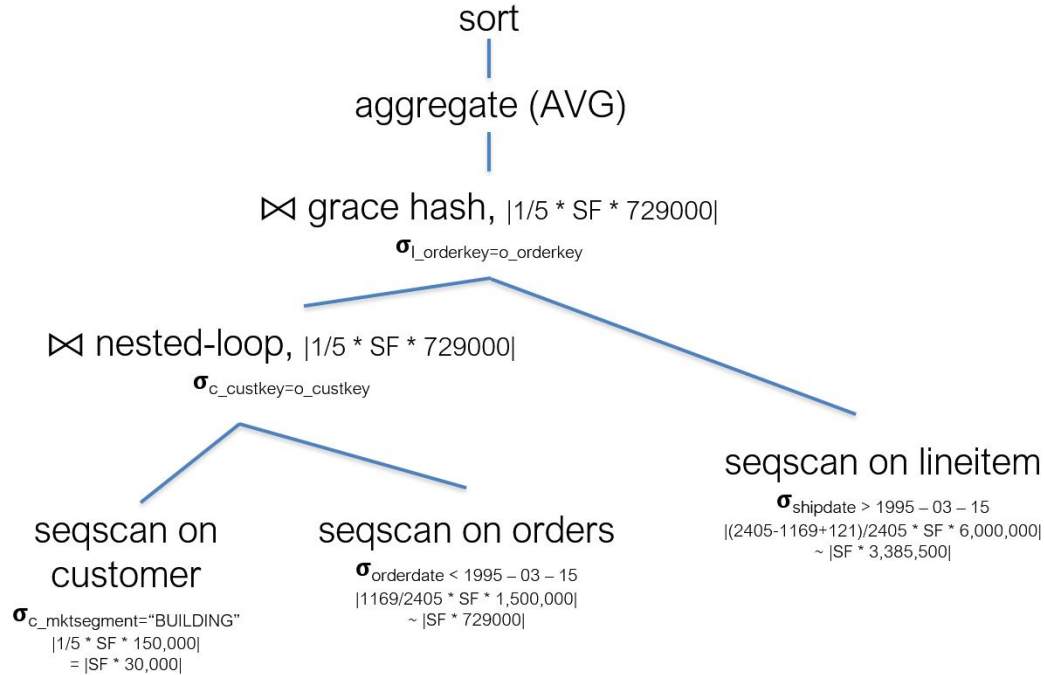 sort
aggregate (AVG)
⋈ grace hash, |1/5 * SF * 729000|
σl_orderkey=o_orderkey
⋈ nested-loop, |1/5 * SF * 729000|
σc_custkey=o_custkey
seqscan on
customer
σc_mktsegment=“BUILDING”
|1/5 * SF * 150,000|
= |SF * 30,000|
seqscan on orders
σorderdate < 1995 – 03 – 15
|1169/2405 * SF * 1,500,000|
~ |SF * 729000|
seqscan on lineitem
σshipdate > 1995 – 03 – 15
|(2405-1169+121)/2405 * SF * 6,000,000|
~ |SF * 3,385,500|